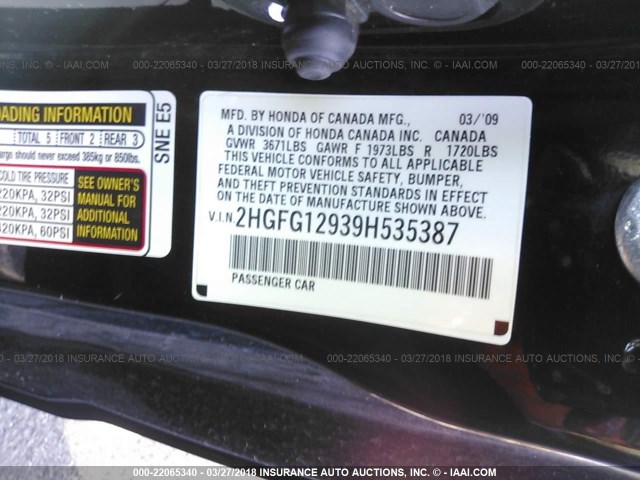 000-22065340 - 03/27/2018 INSURANCE AUTO AUCTIONS, INC. - © IAAI.COM
OADING INFORMATION
TOTAL 5 FRONT 2 REAR 3
argo should never exceed 385kg or 850lbs.
COLD TIRE PRESSURE
220KPA, 32PSI
220KPA, 32PSI
420KPA, 60PSI
SEE OWNER'S
MANUAL FOR
ADDITIONAL
INFORMATION
SNE E5
MFD. BY HONDA OF CANADA MFG., 03/'09
A DIVISION OF HONDA CANADA INC. CANADA
GVWR 3671LBS GAWR F 1973LBS R 1720LBS
THIS VEHICLE CONFORMS TO ALL APPLICABLE
FEDERAL MOTOR VEHICLE SAFETY, BUMPER,
AND THEFT PREVENTION STANDARDS IN EFFECT
ON THE DATE OF MANUFACTURE SHOWN ABOVE.
V.I.N. 2HGFG12939H535387
PASSENGER CAR
000-22065340 - 03/27/2018 INSURANCE AUTO AUCTIONS, INC. - © IAAI.COM
000-22065340 - 03/27/2018 INSURANCE AUTO AUCTIONS, INC. - © IAAI.COM